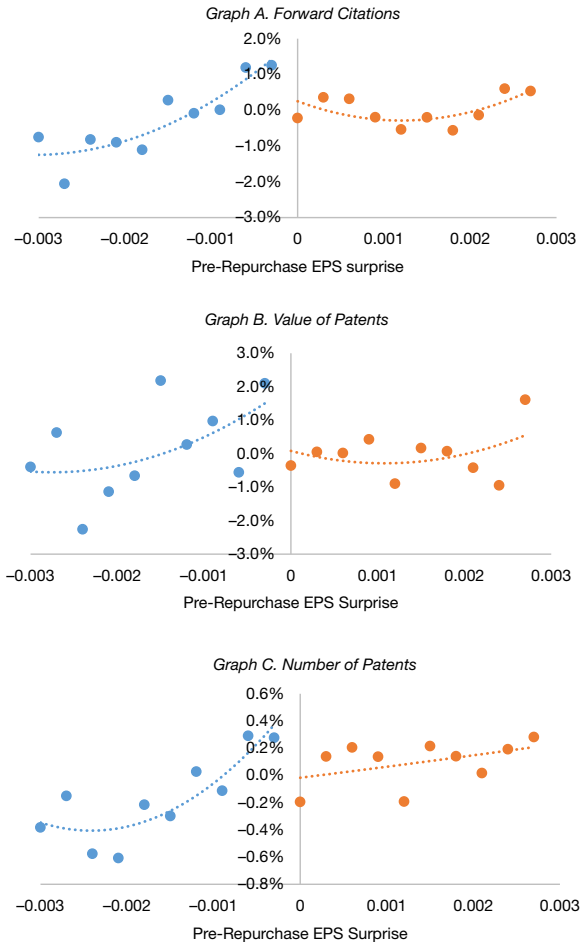 Graph A. Forward Citations
2.0%
1.0%
0.0%
−1.0%
−2.0%
−3.0%
−0.003 −0.002 −0.001 0 0.001 0.002 0.003
Pre-Repurchase EPS surprise
Graph B. Value of Patents
3.0%
2.0%
1.0%
0.0%
−1.0%
−2.0%
−3.0%
−0.003 −0.002 −0.001 0 0.001 0.002 0.003
Pre-Repurchase EPS Surprise
Graph C. Number of Patents
0.6%
0.4%
0.2%
0.0%
−0.2%
−0.4%
−0.6%
−0.8%
−0.003 −0.002 −0.001 0 0.001 0.002 0.003
Pre-Repurchase EPS Surprise